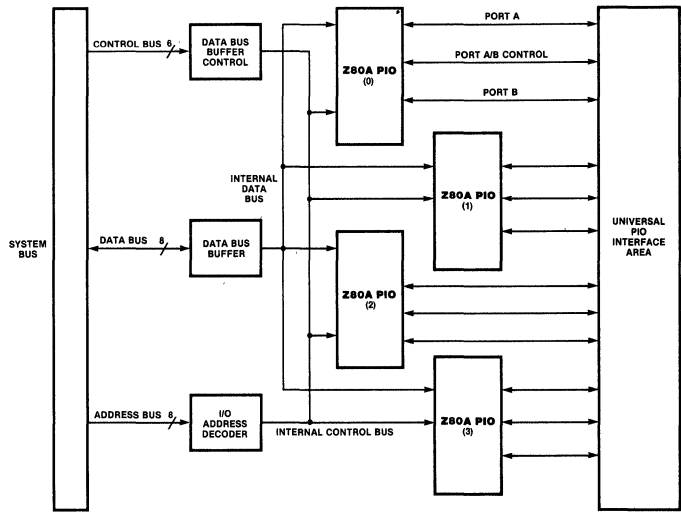 CONTROL BUS 6
DATA BUS
BUFFER
CONTROL
Z80A PIO
(0)
PORT A
PORT A/B CONTROL
PORT B
INTERNAL
DATA
BUS
Z80A PIO
(1)
SYSTEM
BUS
DATA BUS 8
DATA BUS
BUFFER
Z80A PIO
(2)
UNIVERSAL
PIO
INTERFACE
AREA
ADDRESS BUS 8
I/O
ADDRESS
DECODER
INTERNAL CONTROL BUS
Z80A PIO
(3)